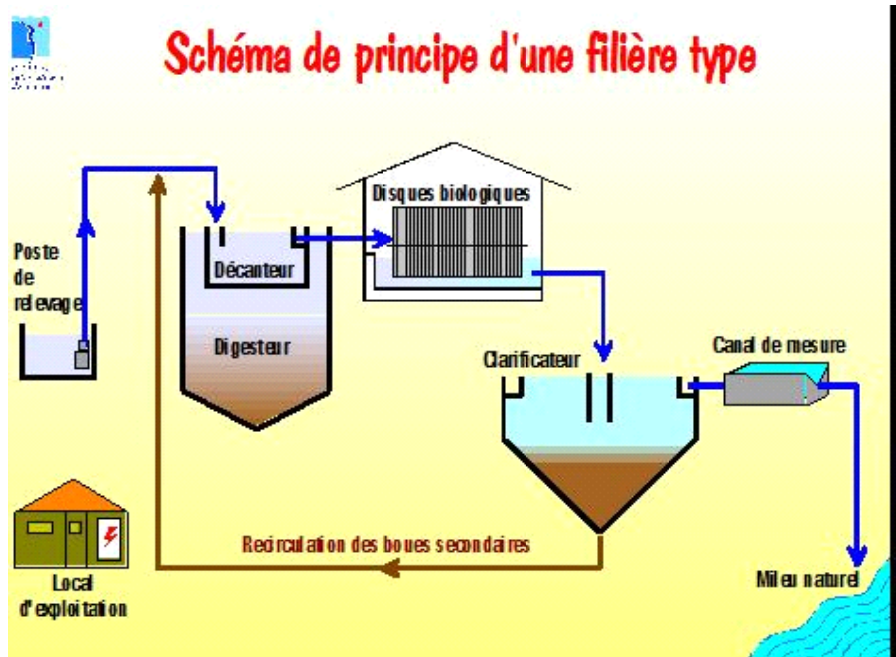 Schéma de principe d'une filière type
Disques biologiques
Poste
de
relevage
Décanteur
Digesteur
Clarificateur
Canal de mesure
Recirculation des boues secondaires
Local
d'exploitation
Milieu naturel